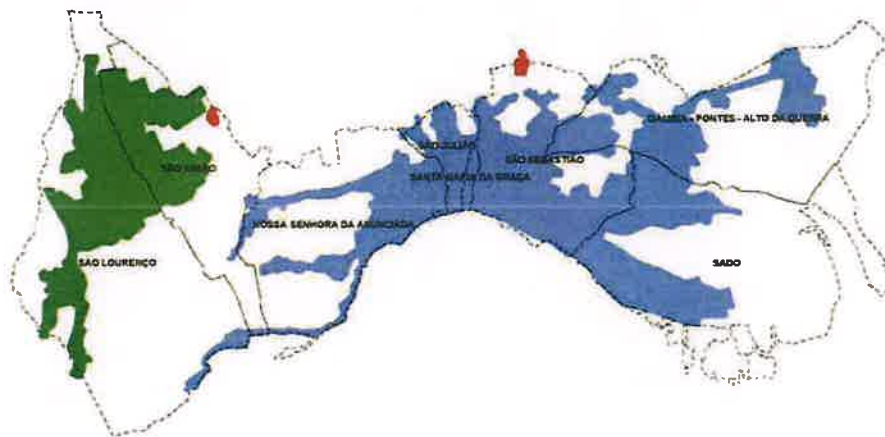 GAMBIA - PONTES - ALTO DA GUERRA
SÃO JULIÃO
SÃO SEBASTIÃO
SÃO SIMÃO
SANTA MARIA DA GRAÇA
NOSSA SENHORA DA ANUNCIADA
SÃO LOURENÇO
SADO